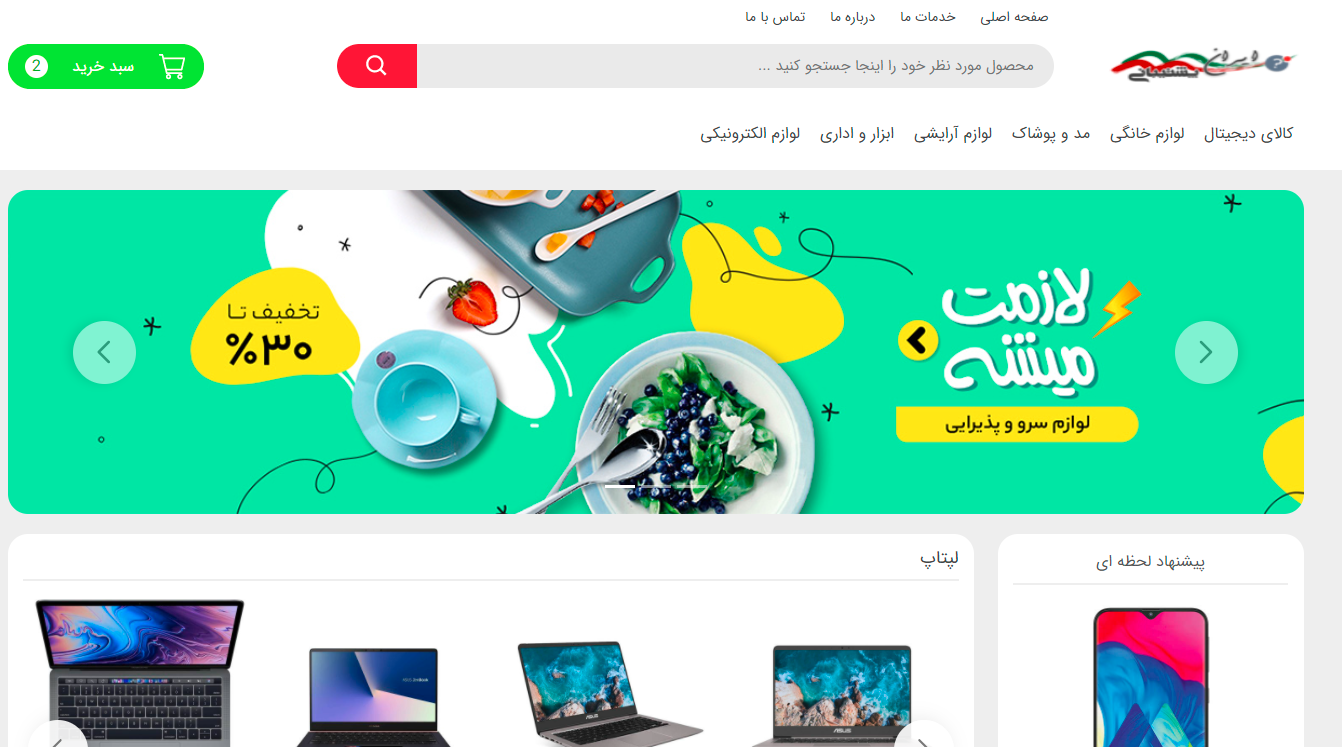 صفحه اصلی خدمات ما درباره ما تماس با ما
ایران پشتیبانی
محصول مورد نظر خود را اینجا جستجو کنید ...
سبد خرید 2
کالای دیجیتال لوازم خانگی مد و پوشاک لوازم آرایشی ابزار و اداری لوازم الکترونیکی
لازمت
میشه
لوازم سرو و پذیرایی
تخفیف تا
%۳۰
پیشنهاد لحظه ای
لپتاپ
ASUS
ASUS